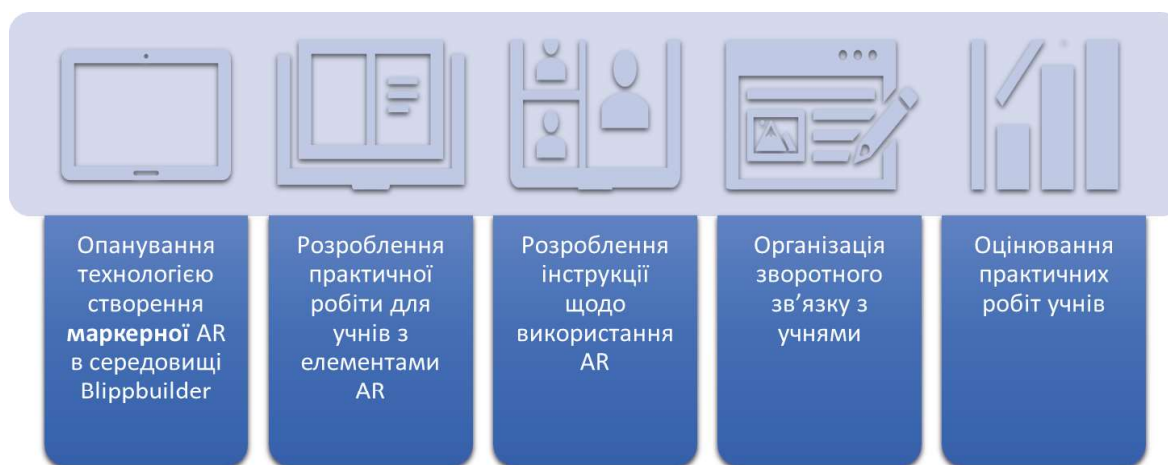 Опанування
технологією
створення
маркерної AR
в середовищі
Blippbuilder
Розроблення
практичної
робіти для
учнів з
елементами
AR
Розроблення
інструкції
щодо
використання
AR
Організація
зворотного
зв’язку з
учнями
Оцінювання
практичних
робіт учнів